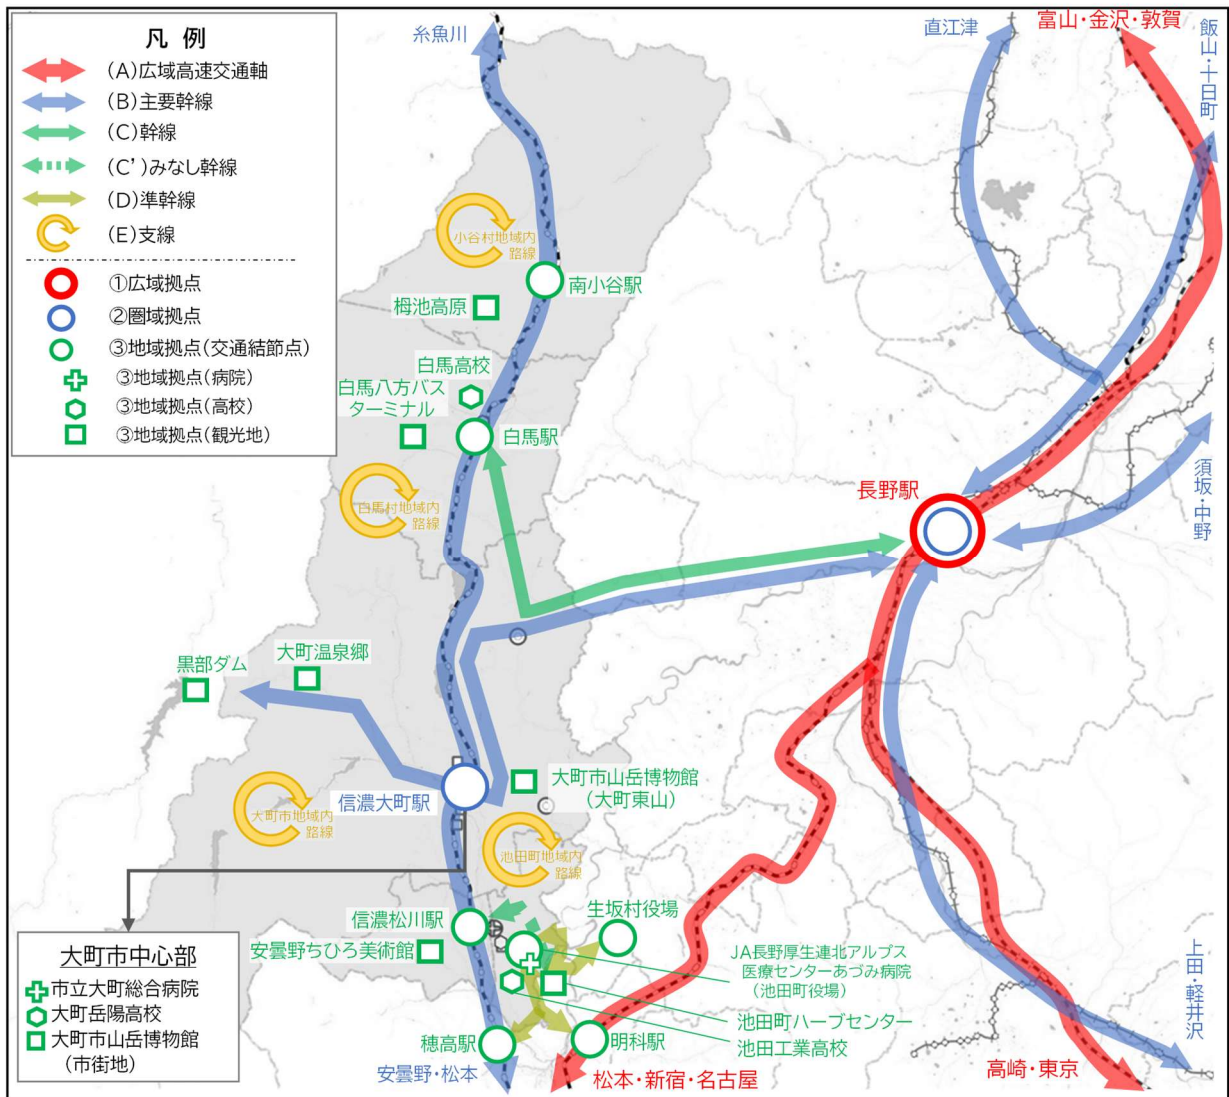 凡 例
(A)広域高速交通軸
(B)主要幹線
(C)幹線
(C')みなし幹線
(D)準幹線
(E)支線
①広域拠点
②圏域拠点
③地域拠点(交通結節点)
③地域拠点(病院)
③地域拠点(高校)
③地域拠点(観光地)
糸魚川
直江津
富山・金沢・敦賀
飯山・十日町
小谷村地域内
路線
南小谷駅
栂池高原
白馬高校
白馬八方バス
ターミナル
白馬駅
白馬村地域内
路線
長野駅
須坂・中野
黒部ダム
大町温泉郷
信濃大町駅
大町市山岳博物館
(大町東山)
大町市地域内
路線
池田町地域内
路線
信濃松川駅
生坂村役場
安曇野ちひろ美術館
JA長野厚生連北アルプス
医療センターあづみ病院
(池田町役場)
池田町ハーブセンター
池田工業高校
穂高駅
明科駅
安曇野・松本
松本・新宿・名古屋
高崎・東京
上田・軽井沢
大町市中心部
市立大町総合病院
大町岳陽高校
大町市山岳博物館
(市街地)